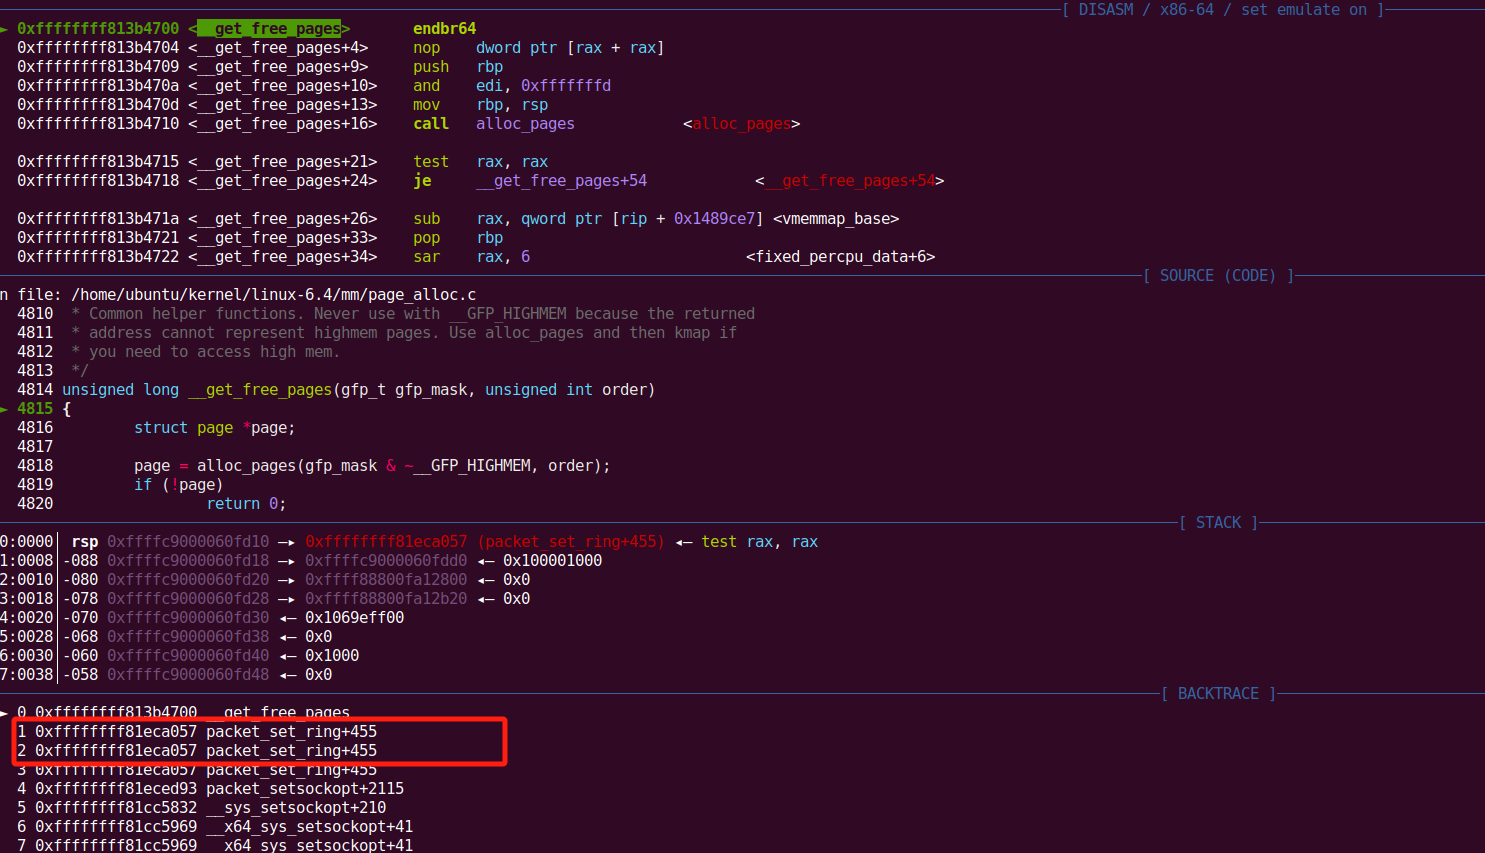 [ DISASM / x86-64 / set emulate on ]
► 0xffffffff813b4700 <__get_free_pages> endbr64
0xffffffff813b4704 <__get_free_pages+4> nop dword ptr [rax + rax]
0xffffffff813b4709 <__get_free_pages+9> push rbp
0xffffffff813b470a <__get_free_pages+10> and edi, 0xfffffffd
0xffffffff813b470d <__get_free_pages+13> mov rbp, rsp
0xffffffff813b4710 <__get_free_pages+16> call alloc_pages <alloc_pages>
0xffffffff813b4715 <__get_free_pages+21> test rax, rax
0xffffffff813b4718 <__get_free_pages+24> je __get_free_pages+54 <__get_free_pages+54>
0xffffffff813b471a <__get_free_pages+26> sub rax, qword ptr [rip + 0x1489ce7] <vmemmap_base>
0xffffffff813b4721 <__get_free_pages+33> pop rbp
0xffffffff813b4722 <__get_free_pages+34> sar rax, 6 <fixed_percpu_data+6>
[ SOURCE (CODE) ]
n file: /home/ubuntu/kernel/linux-6.4/mm/page_alloc.c
4810 * Common helper functions. Never use with __GFP_HIGHMEM because the returned
4811 * address cannot represent highmem pages. Use alloc_pages and then kmap if
4812 * you need to access high mem.
4813 */
4814 unsigned long __get_free_pages(gfp_t gfp_mask, unsigned int order)
► 4815 {
4816 struct page *page;
4817
4818 page = alloc_pages(gfp_mask & ~__GFP_HIGHMEM, order);
4819 if (!page)
4820 return 0;
[ STACK ]
0:0000│ rsp 0xffffc9000060fd10 —▸ 0xffffffff81eca057 (packet_set_ring+455) ◂— test rax, rax
1:0008│-088 0xffffc9000060fd18 —▸ 0xffffc9000060fdd0 ◂— 0x100001000
2:0010│-080 0xffffc9000060fd20 —▸ 0xffff88800fa12800 ◂— 0x0
3:0018│-078 0xffffc9000060fd28 —▸ 0xffff88800fa12b20 ◂— 0x0
4:0020│-070 0xffffc9000060fd30 ◂— 0x1069eff00
5:0028│-068 0xffffc9000060fd38 ◂— 0x0
6:0030│-060 0xffffc9000060fd40 ◂— 0x1000
7:0038│-058 0xffffc9000060fd48 ◂— 0x0
[ BACKTRACE ]
► 0 0xffffffff813b4700 __get_free_pages
1 0xffffffff81eca057 packet_set_ring+455
2 0xffffffff81eca057 packet_set_ring+455
3 0xffffffff81eca057 packet_set_ring+455
4 0xffffffff81eced93 packet_setsockopt+2115
5 0xffffffff81cc5832 __sys_setsockopt+210
6 0xffffffff81cc5969 __x64_sys_setsockopt+41
7 0xffffffff81cc5969 __x64_sys_setsockopt+41